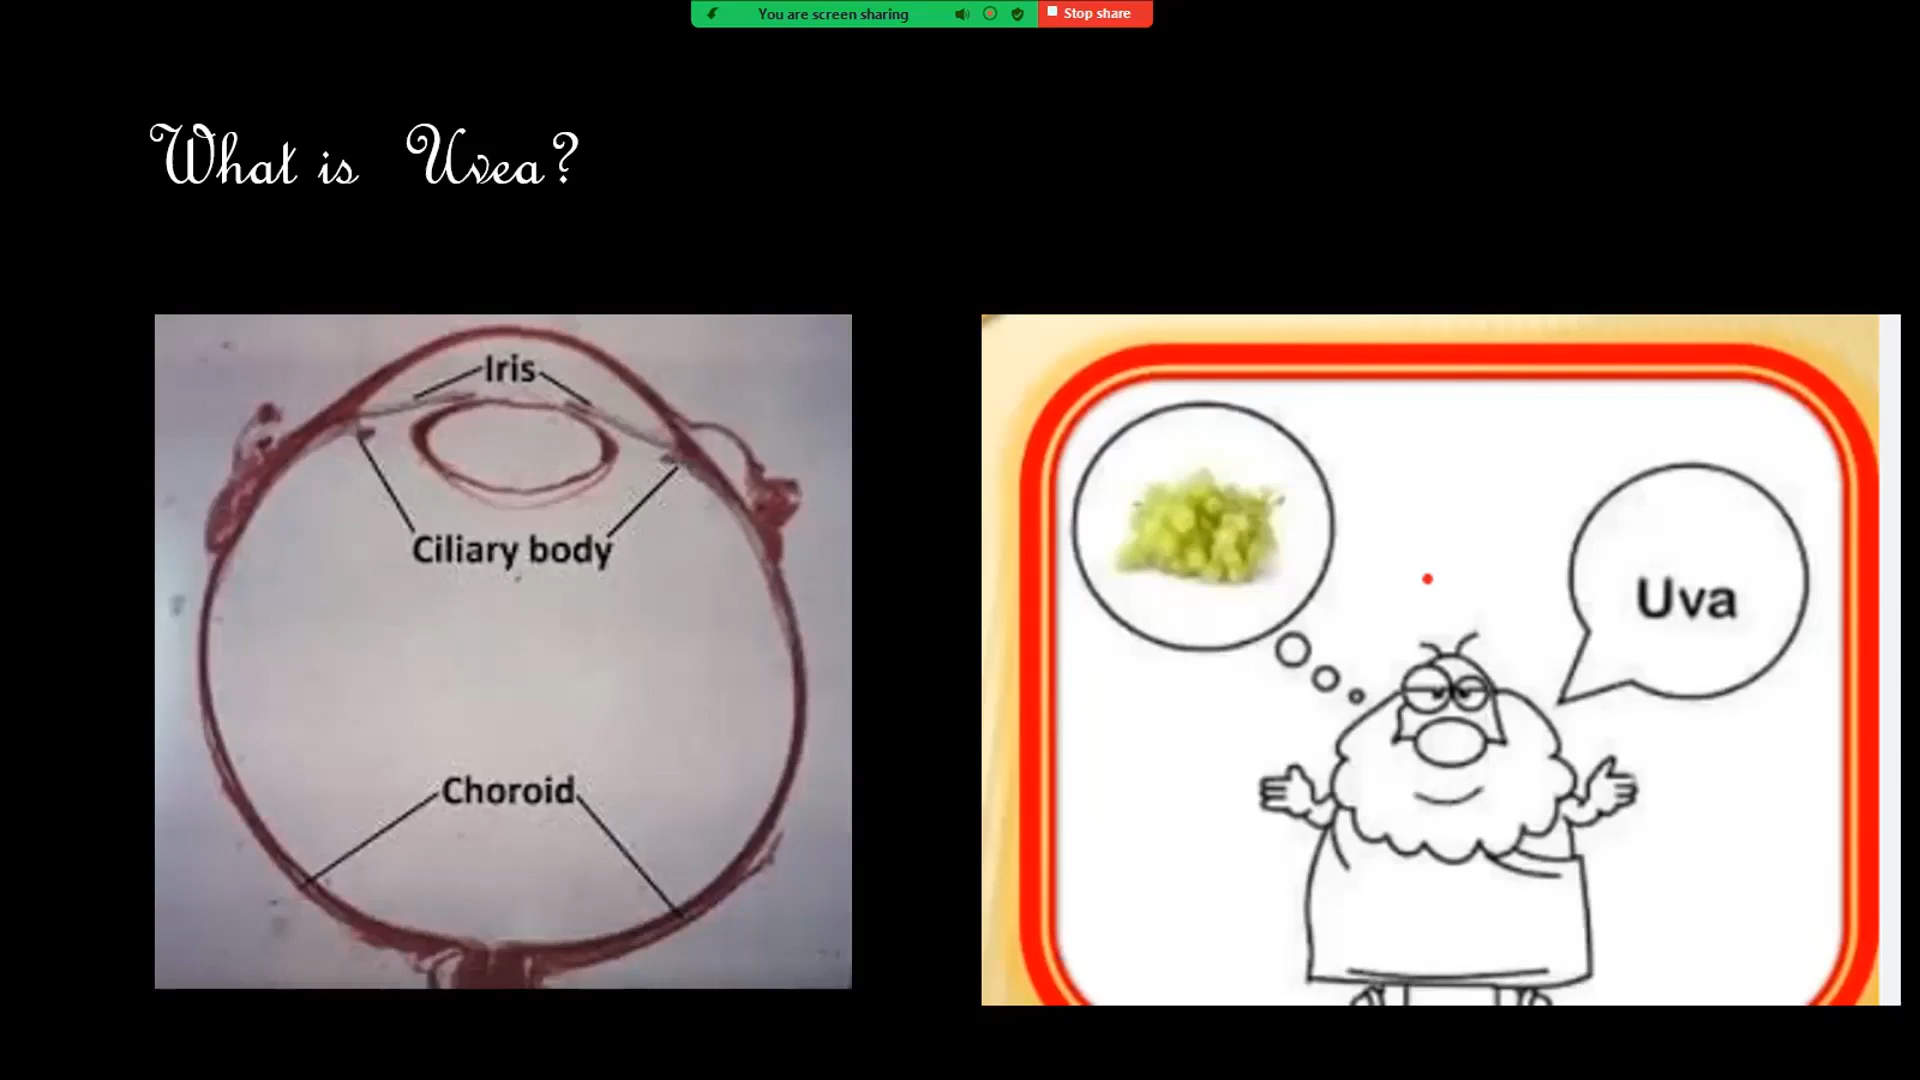 You are screen sharing
Stop share
What is Uvea?
Iris
Ciliary body
Choroid
Uva